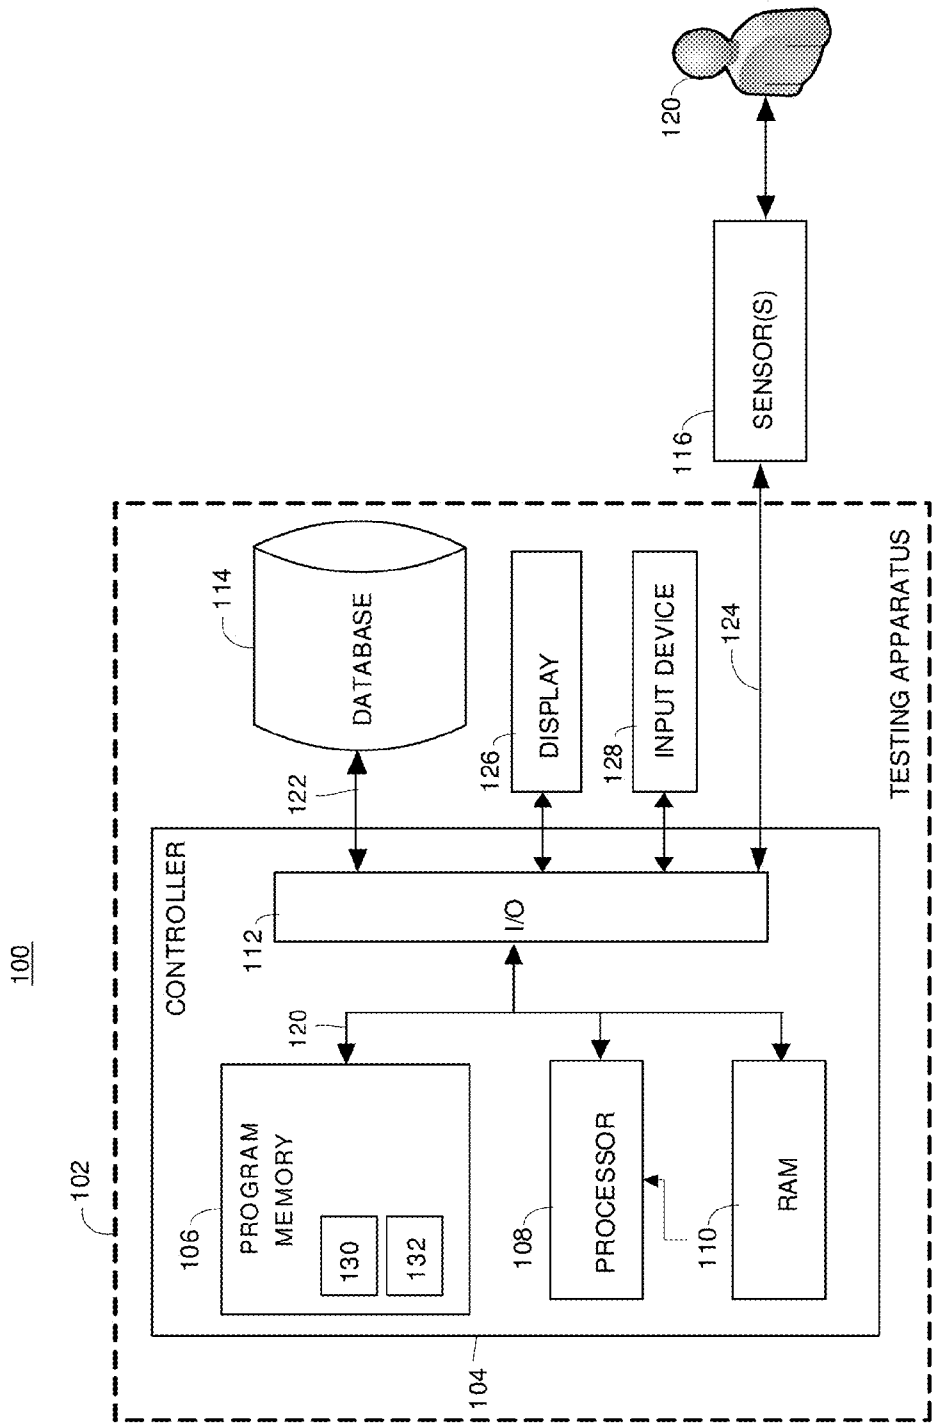 100
102
CONTROLLER
106
PROGRAM
MEMORY
130
132
120
112
I/O
122
114
DATABASE
104
108
PROCESSOR
126
DISPLAY
128
INPUT DEVICE
110
RAM
124
116
SENSOR(S)
120
TESTING APPARATUS